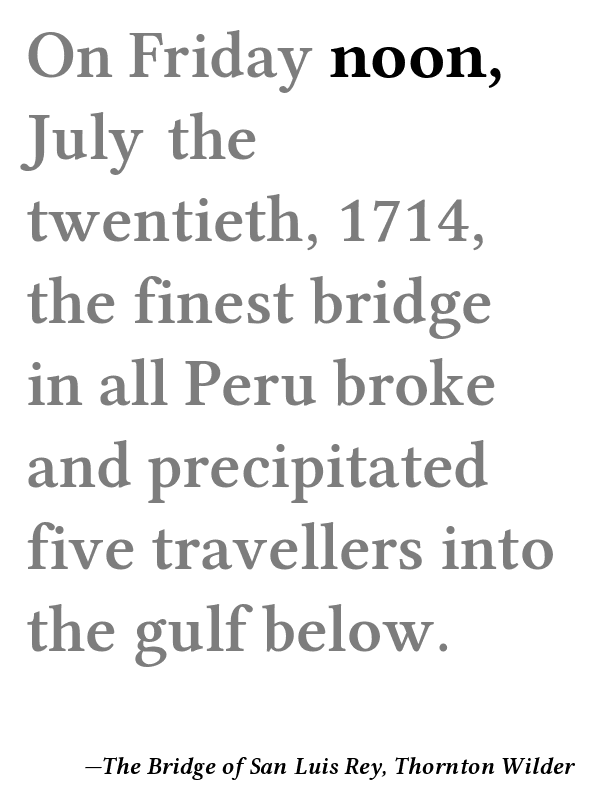 On Friday noon,
July the
twentieth, 1714,
the finest bridge
in all Peru broke
and precipitated
five travellers into
the gulf below.
—The Bridge of San Luis Rey, Thornton Wilder